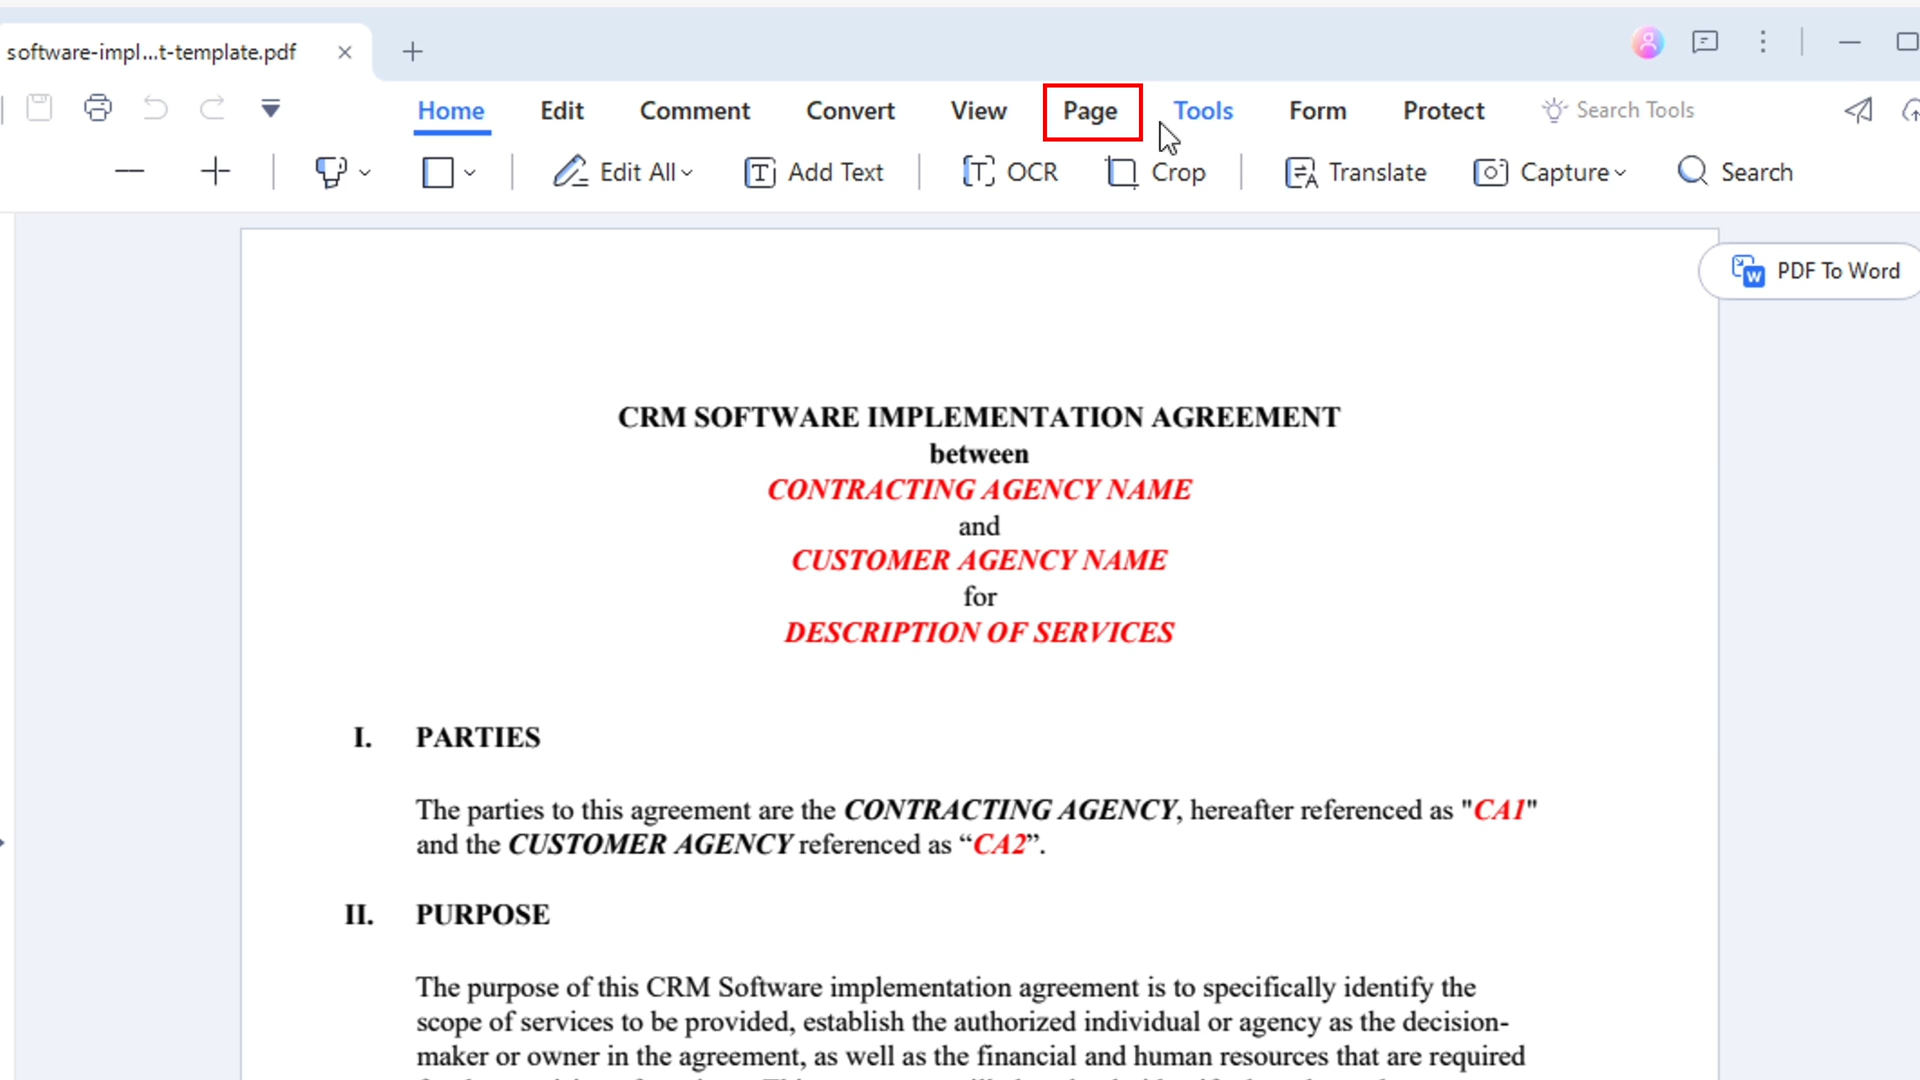 software-impl...t-template.pdf
Home Edit Comment Convert View Page Tools Form Protect Search Tools
Edit All Add Text OCR Crop Translate Capture Search
PDF To Word
CRM SOFTWARE IMPLEMENTATION AGREEMENT
between
CONTRACTING AGENCY NAME
and
CUSTOMER AGENCY NAME
for
DESCRIPTION OF SERVICES
I. PARTIES
The parties to this agreement are the CONTRACTING AGENCY, hereafter referenced as "CA1"
and the CUSTOMER AGENCY referenced as “CA2”.
II. PURPOSE
The purpose of this CRM Software implementation agreement is to specifically identify the
scope of services to be provided, establish the authorized individual or agency as the decision-
maker or owner in the agreement, as well as the financial and human resources that are required